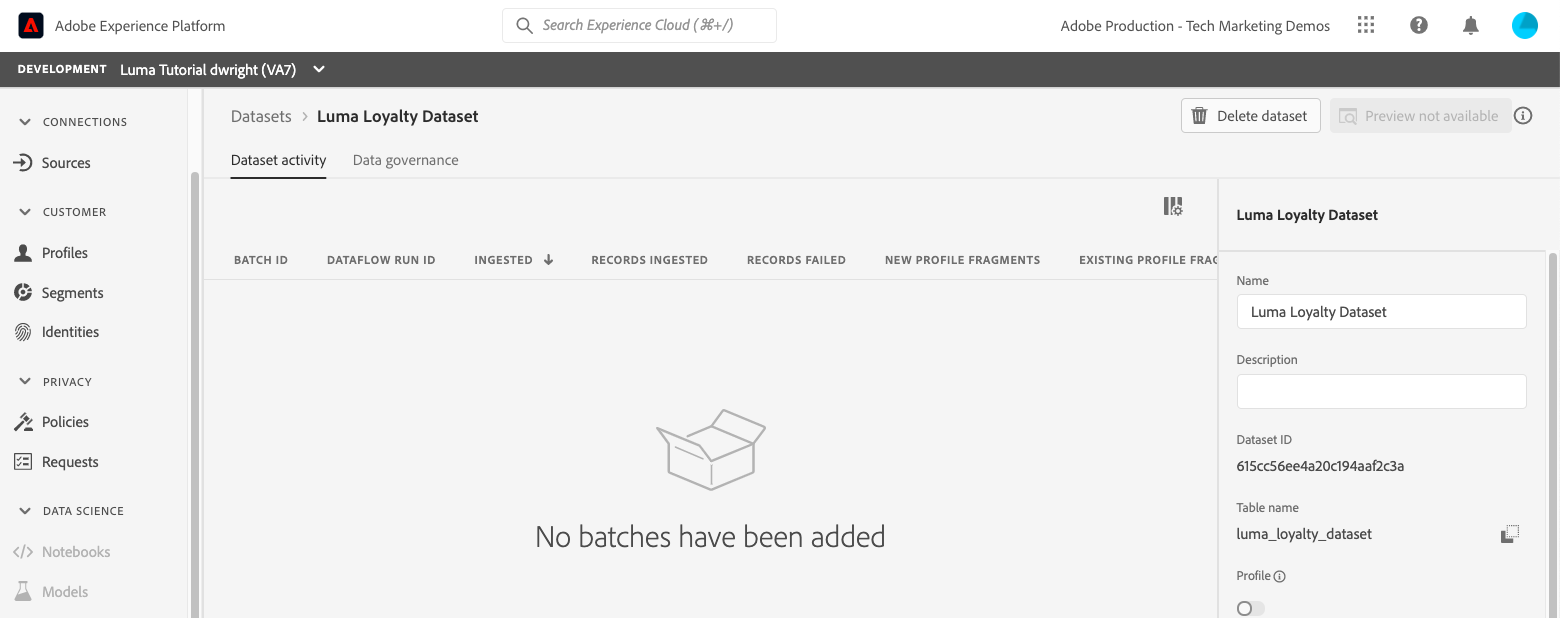 Adobe Experience Platform
Search Experience Cloud (⌘+/)
Adobe Production - Tech Marketing Demos
DEVELOPMENT Luma Tutorial dwright (VA7)
CONNECTIONS
Sources
CUSTOMER
Profiles
Segments
Identities
PRIVACY
Policies
Requests
DATA SCIENCE
Notebooks
Models
Datasets > Luma Loyalty Dataset
Delete dataset
Preview not available
Dataset activity Data governance
BATCH ID DATAFLOW RUN ID INGESTED RECORDS INGESTED RECORDS FAILED NEW PROFILE FRAGMENTS EXISTING PROFILE FRAG
No batches have been added
Luma Loyalty Dataset
Name
Luma Loyalty Dataset
Description
Dataset ID
615cc56ee4a20c194aaf2c3a
Table name
luma_loyalty_dataset
Profile